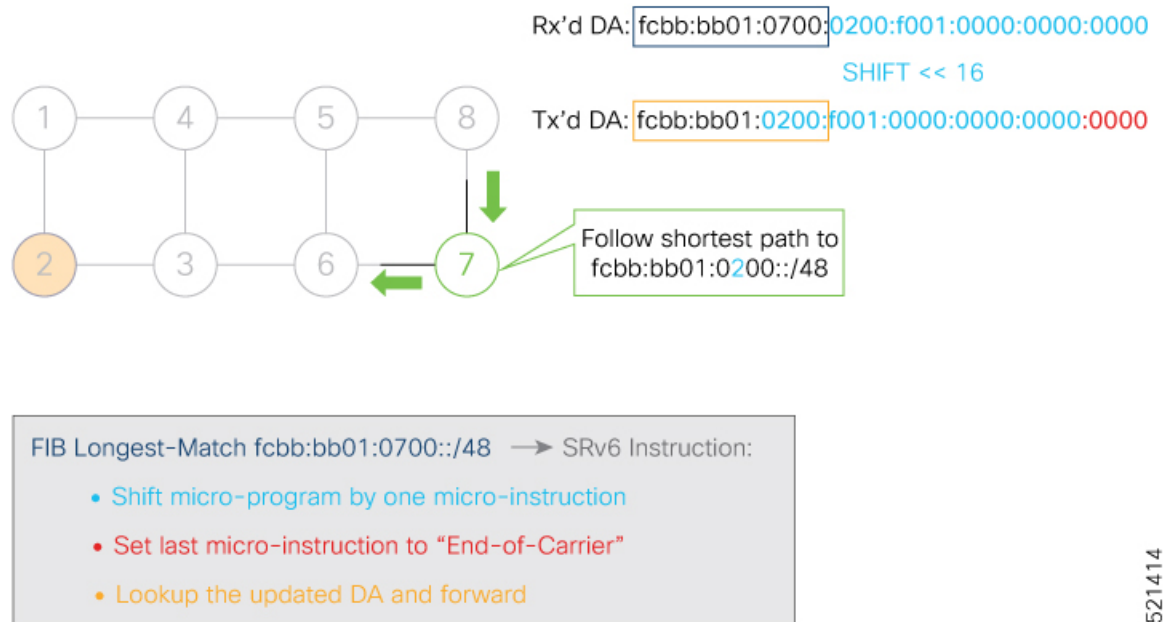 Rx'd DA: fcbb:bb01:0700:0200:f001:0000:0000:0000
SHIFT << 16
Tx'd DA: fcbb:bb01:0200:f001:0000:0000:0000:0000
1
4
5
8
2
3
6
7
Follow shortest path to
fcbb:bb01:0200::/48
FIB Longest-Match fcbb:bb01:0700::/48 → SRv6 Instruction:
• Shift micro-program by one micro-instruction
• Set last micro-instruction to “End-of-Carrier”
• Lookup the updated DA and forward
521414